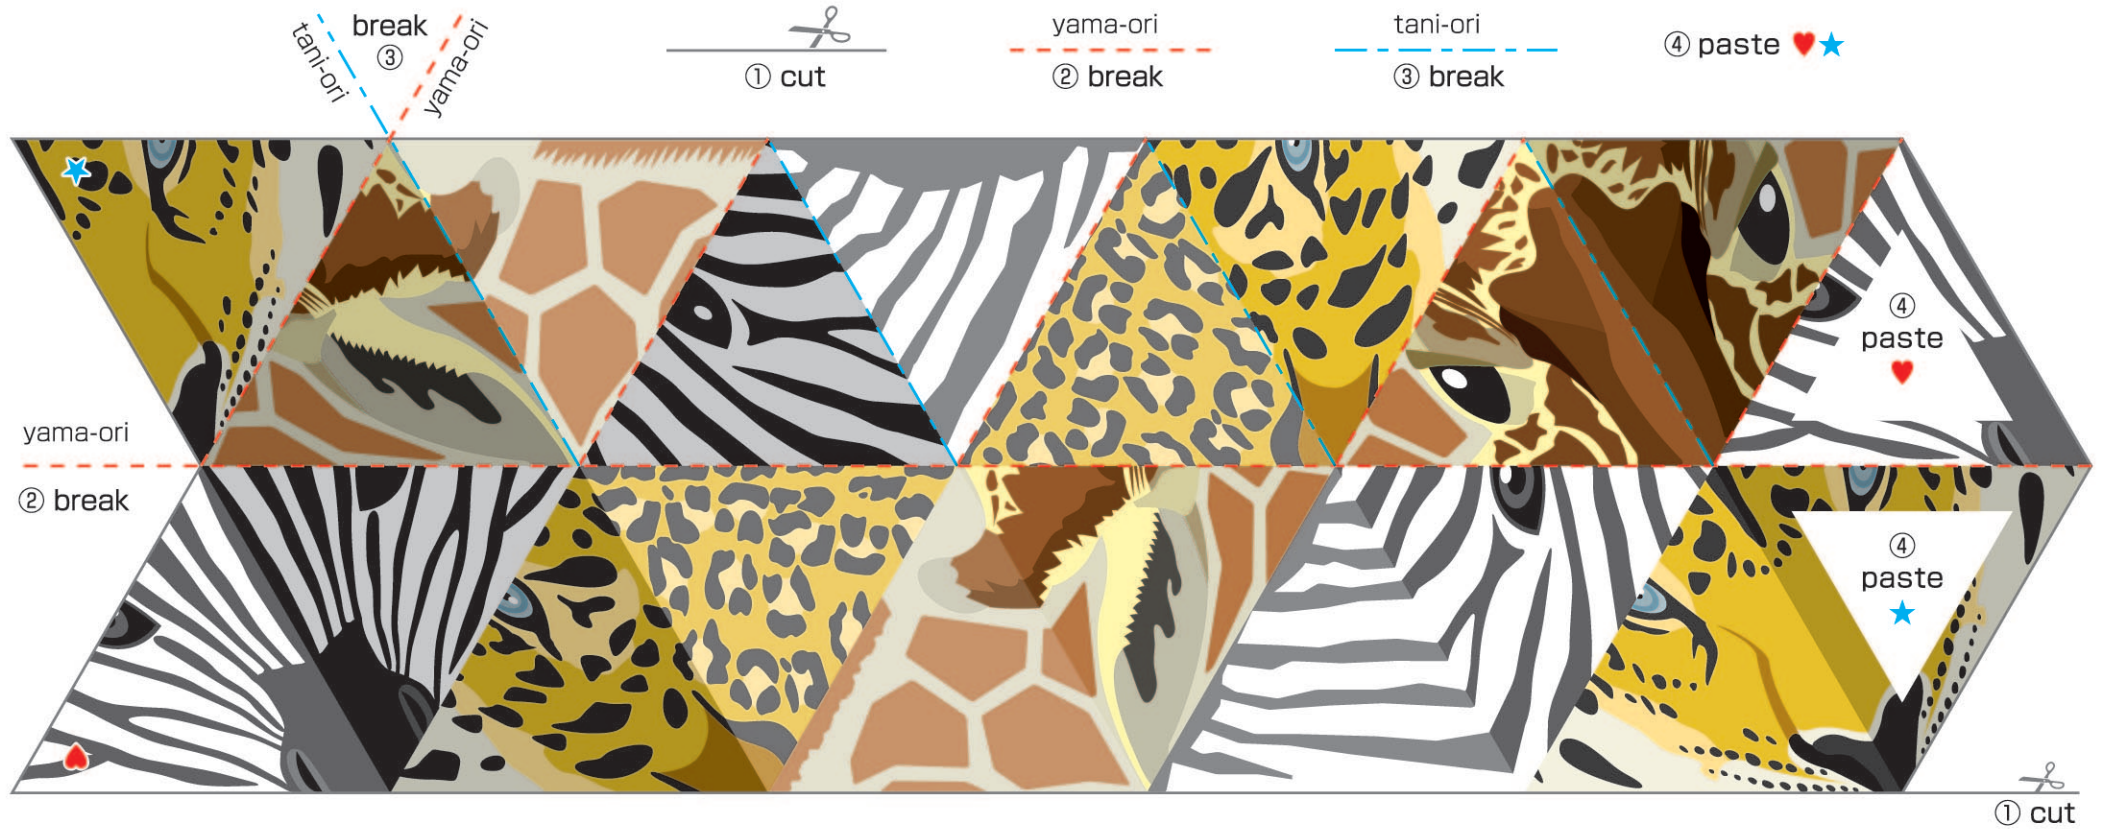 tani-ori
break
③
yama-ori
① cut
yama-ori
② break
tani-ori
③ break
④ paste
④
paste
yama-ori
② break
④
paste
① cut